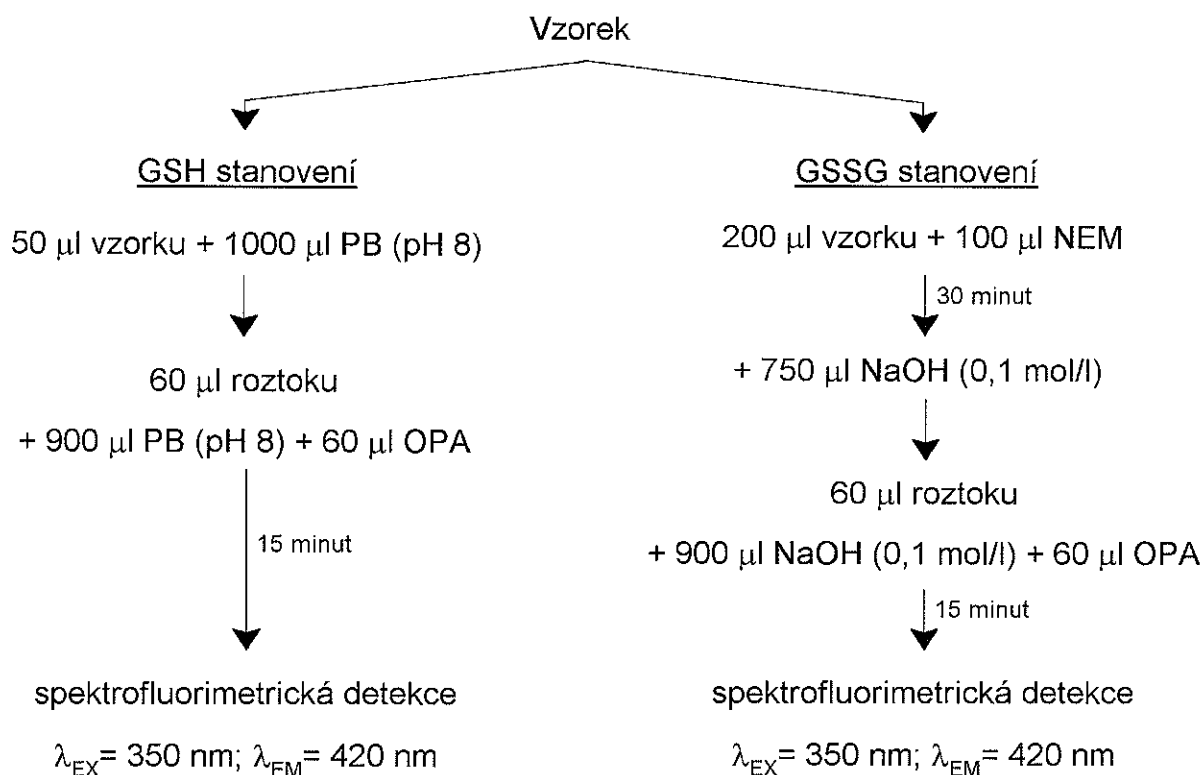 Vzorek
GSH stanovení
50 µl vzorku + 1000 µl PB (pH 8)
60 µl roztoku
+ 900 µl PB (pH 8) + 60 µl OPA
15 minut
spektrofluorimetrická detekce
λEX= 350 nm; λEM= 420 nm
GSSG stanovení
200 µl vzorku + 100 µl NEM
30 minut
+ 750 µl NaOH (0,1 mol/l)
60 µl roztoku
+ 900 µl NaOH (0,1 mol/l) + 60 µl OPA
15 minut
spektrofluorimetrická detekce
λEX= 350 nm; λEM= 420 nm